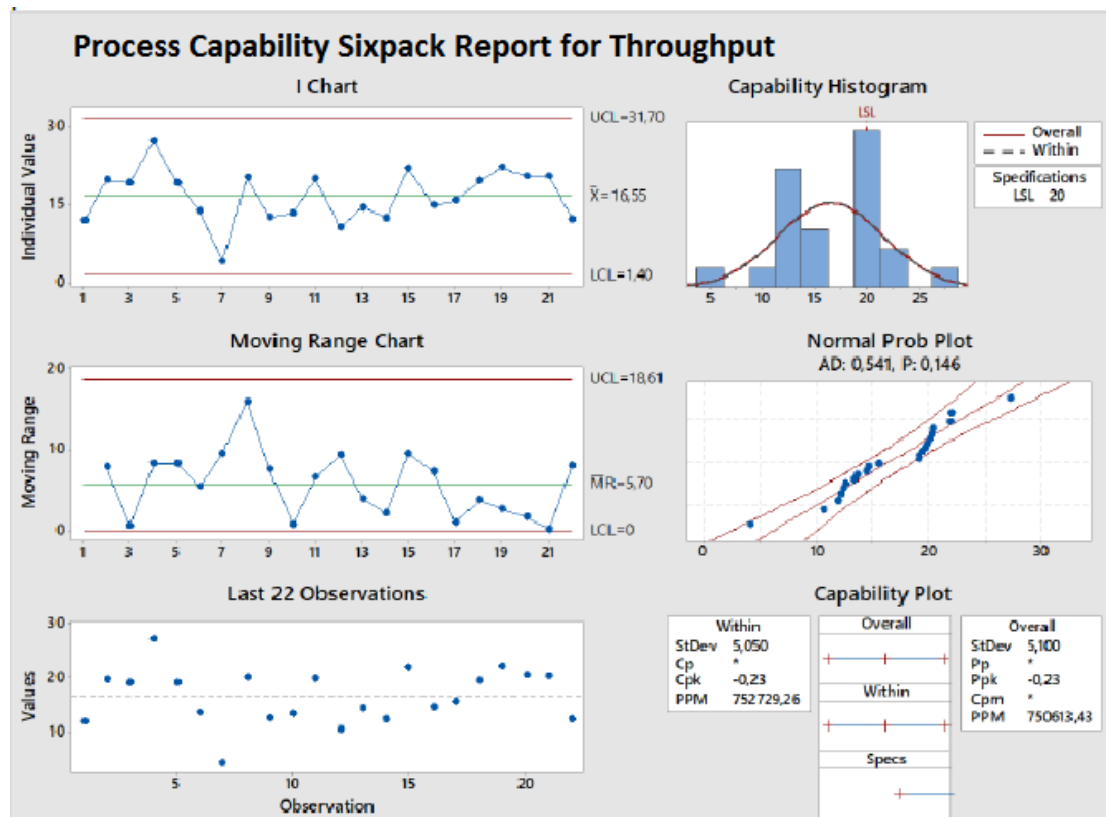 Process Capability Sixpack Report for Throughput
I Chart
Individual Value
30
15
0
1 3 5 7 9 11 13 15 17 19 21
UCL=31,70
X̄=16,55
LCL=1,40
Capability Histogram
LSL
5 10 15 20 25
Overall
Within
Specifications
LSL 20
Moving Range Chart
Moving Range
20
10
0
1 3 5 7 9 11 13 15 17 19 21
UCL=18,61
M̅R̅=5,70
LCL=0
Normal Prob Plot
AD: 0,541, P: 0,146
0 10 20 30
Last 22 Observations
Values
30
20
10
5 10 15 20
Observation
Capability Plot
Within
StDev 5,050
Cp *
Cpk -0,23
PPM 752729,26
Overall
Within
Specs
Overall
StDev 5,100
Pp *
Ppk -0,23
Cpm *
PPM 750613,43